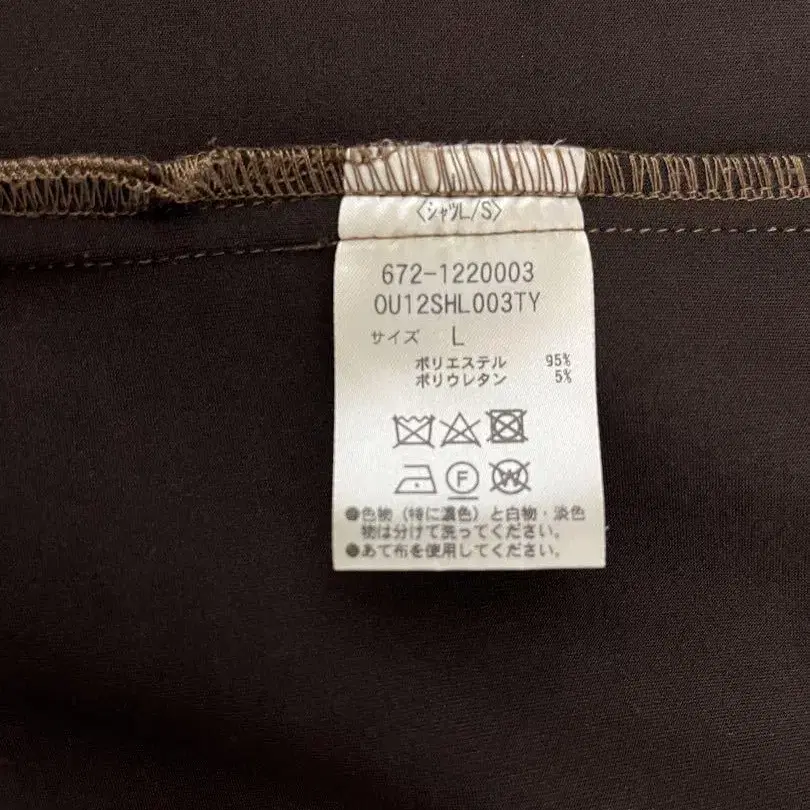 〈シャツL/S〉
672-1220003
OU12SHL003TY
サイズ L
ポリエステル 95%
ポリウレタン 5%
F W
●色物（特に濃色）と白物・淡色
物は分けて洗ってください。
●あて布を使用してください。